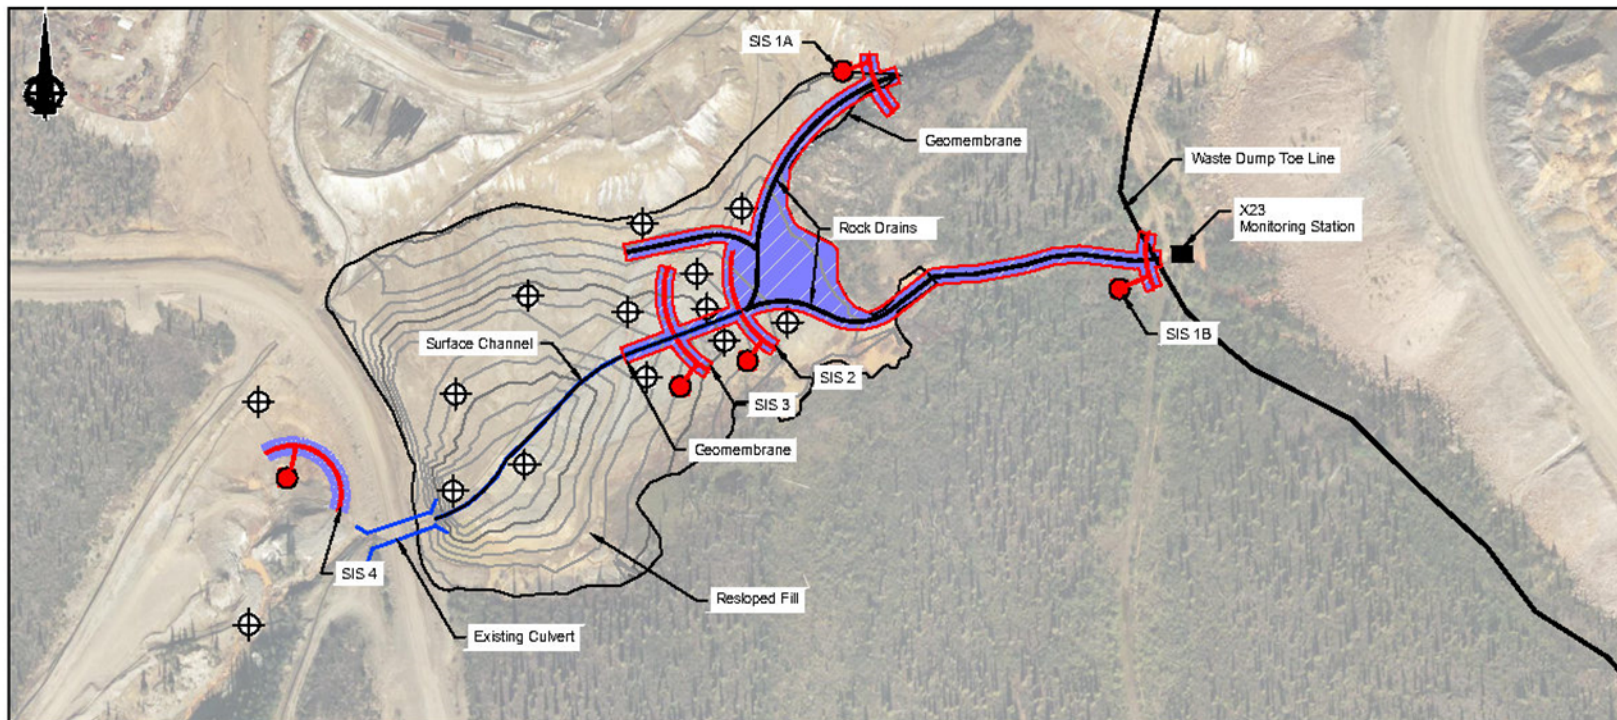 SIS 1A
Geomembrane
Waste Dump Toe Line
X23
Monitoring Station
Rock Drains
SIS 1B
Surface Channel
SIS 2
SIS 3
Geomembrane
SIS 4
Resloped Fill
Existing Culvert